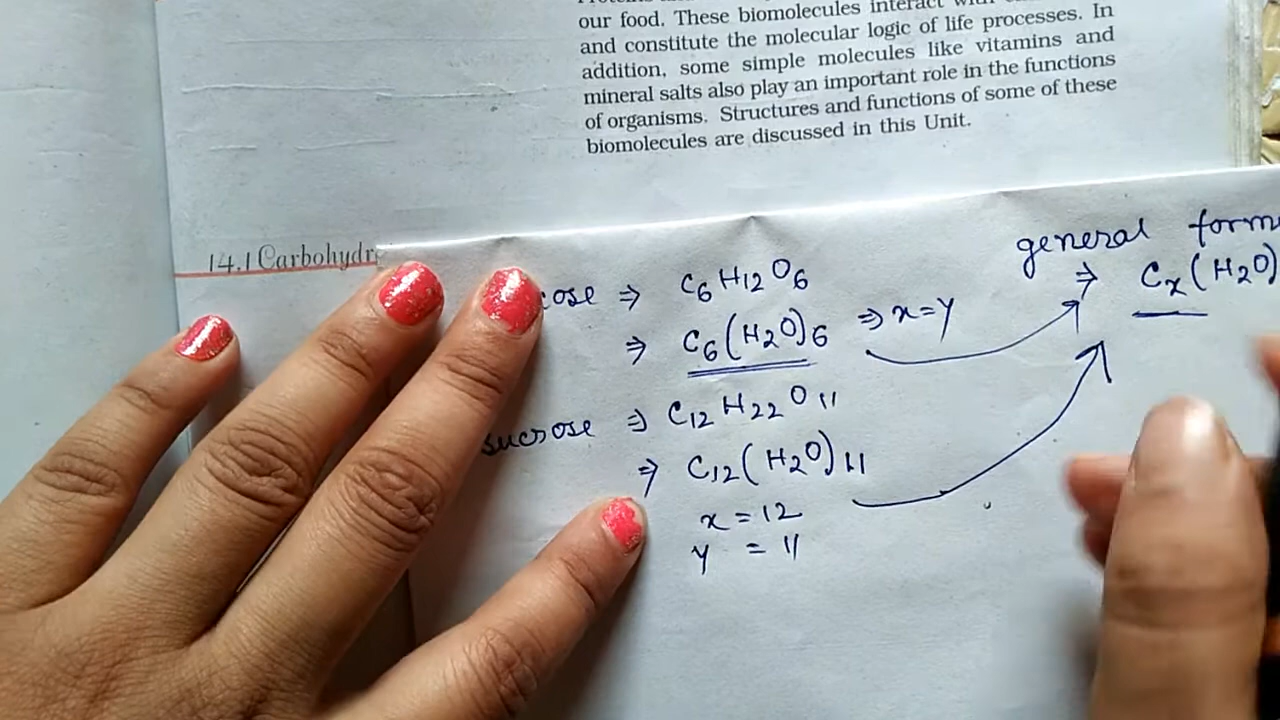 our food. These biomolecules interact
and constitute the molecular logic of life processes. In
addition, some simple molecules like vitamins and
mineral salts also play an important role in the functions
of organisms. Structures and functions of some of these
biomolecules are discussed in this Unit.
14.1 Carbohydr
general form
cose ⇒ C6H12O6 ⇒ Cx(H2O)
⇒ C6(H2O)6 ⇒ x=y
sucrose ⇒ C12H22O11
⇒ C12(H2O)11
x = 12
y = 11